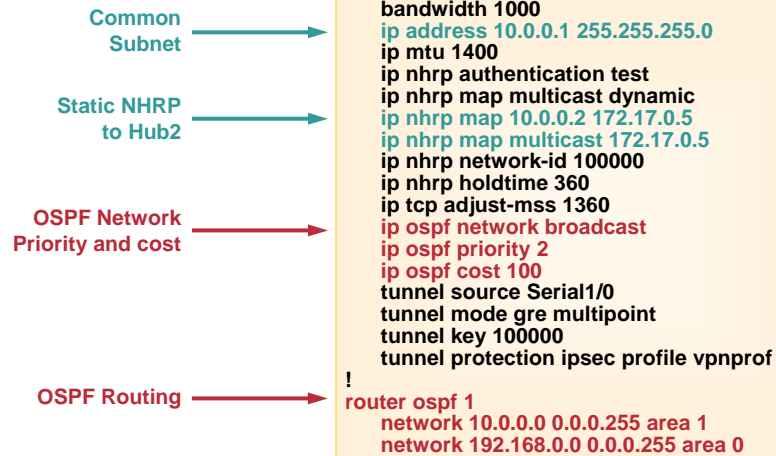 bandwidth 1000
Common
Subnet
ip address 10.0.0.1 255.255.255.0
ip mtu 1400
ip nhrp authentication test
ip nhrp map multicast dynamic
Static NHRP
to Hub2
ip nhrp map 10.0.0.2 172.17.0.5
ip nhrp map multicast 172.17.0.5
ip nhrp network-id 100000
ip nhrp holdtime 360
ip tcp adjust-mss 1360
OSPF Network
Priority and cost
ip ospf network broadcast
ip ospf priority 2
ip ospf cost 100
tunnel source Serial1/0
tunnel mode gre multipoint
tunnel key 100000
tunnel protection ipsec profile vpnprof
!
OSPF Routing
router ospf 1
network 10.0.0.0 0.0.0.255 area 1
network 192.168.0.0 0.0.0.255 area 0